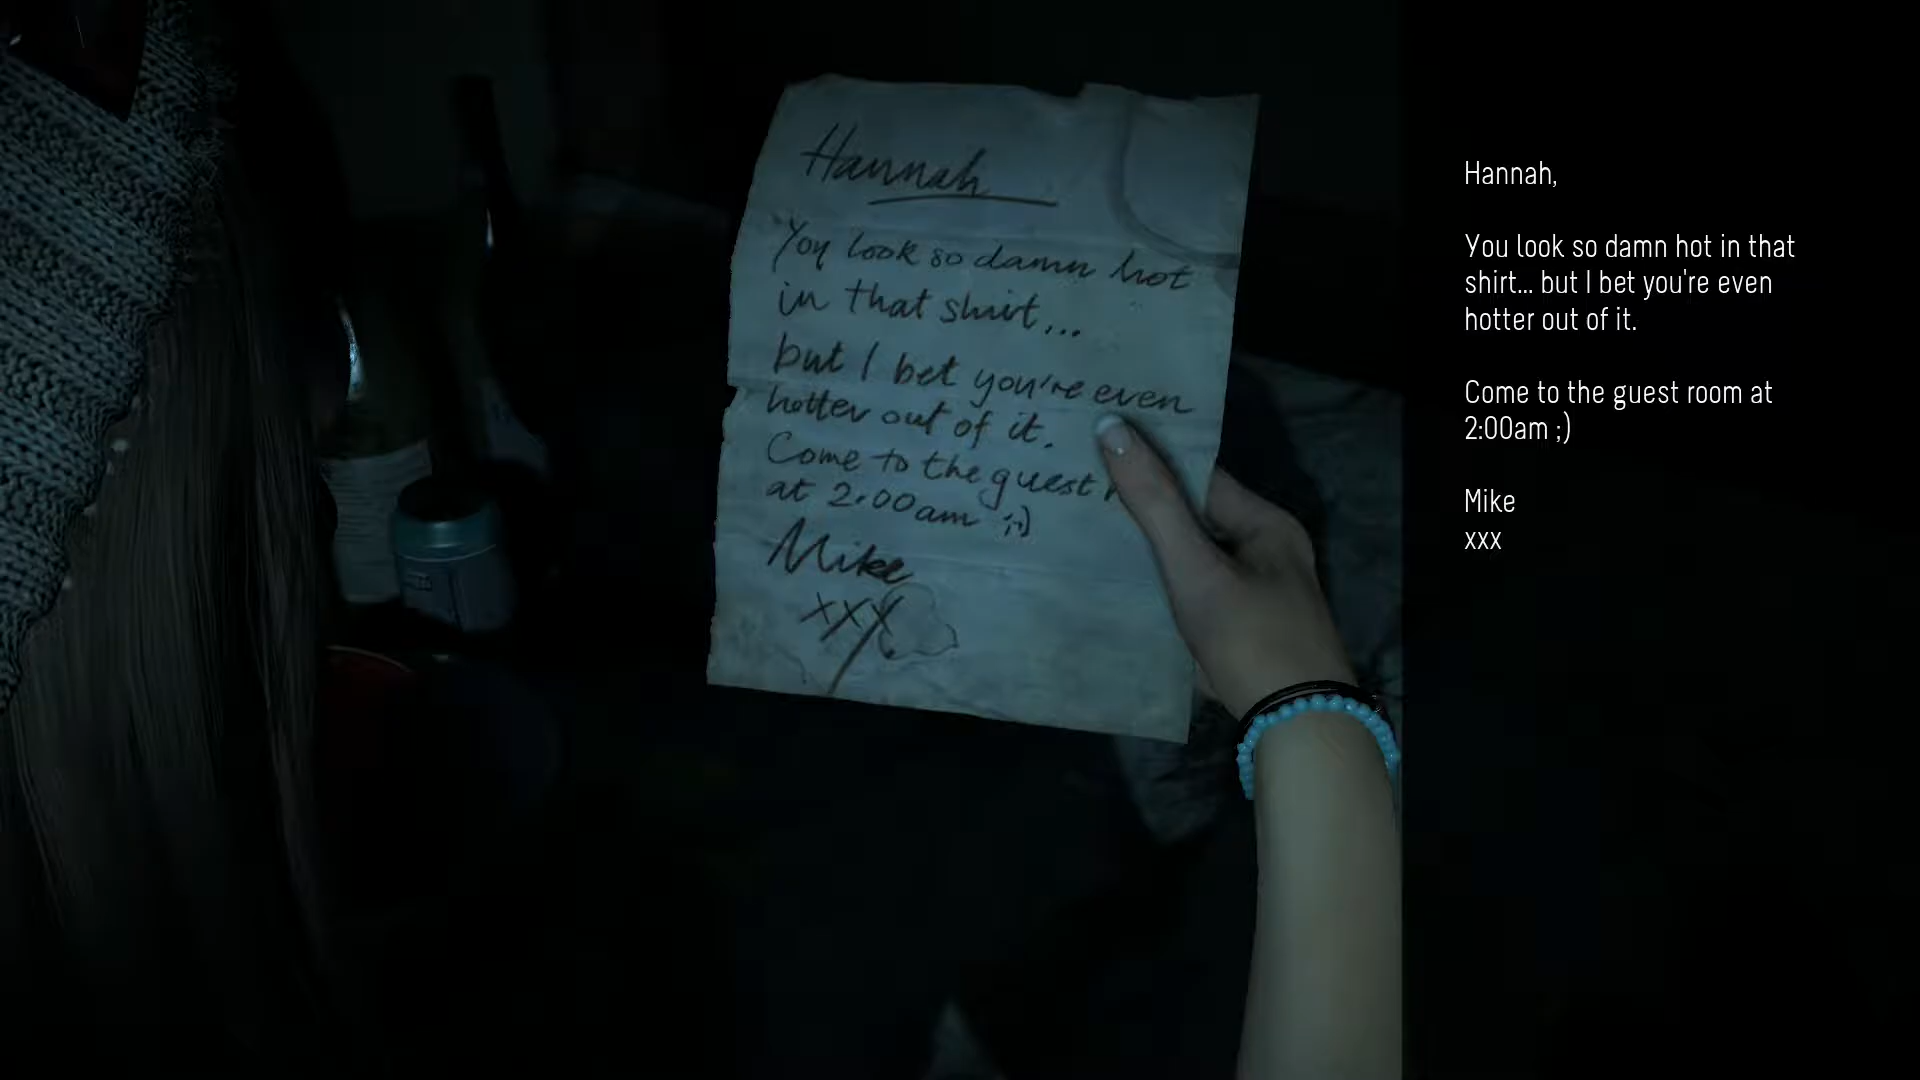 Hannah
You look so damn hot
in that shirt...
but I bet you're even
hotter out of it.
Come to the guest
at 2:00am ;)
Mike
xxx
Hannah,
You look so damn hot in that
shirt... but I bet you're even
hotter out of it.
Come to the guest room at
2:00am ;)
Mike
xxx